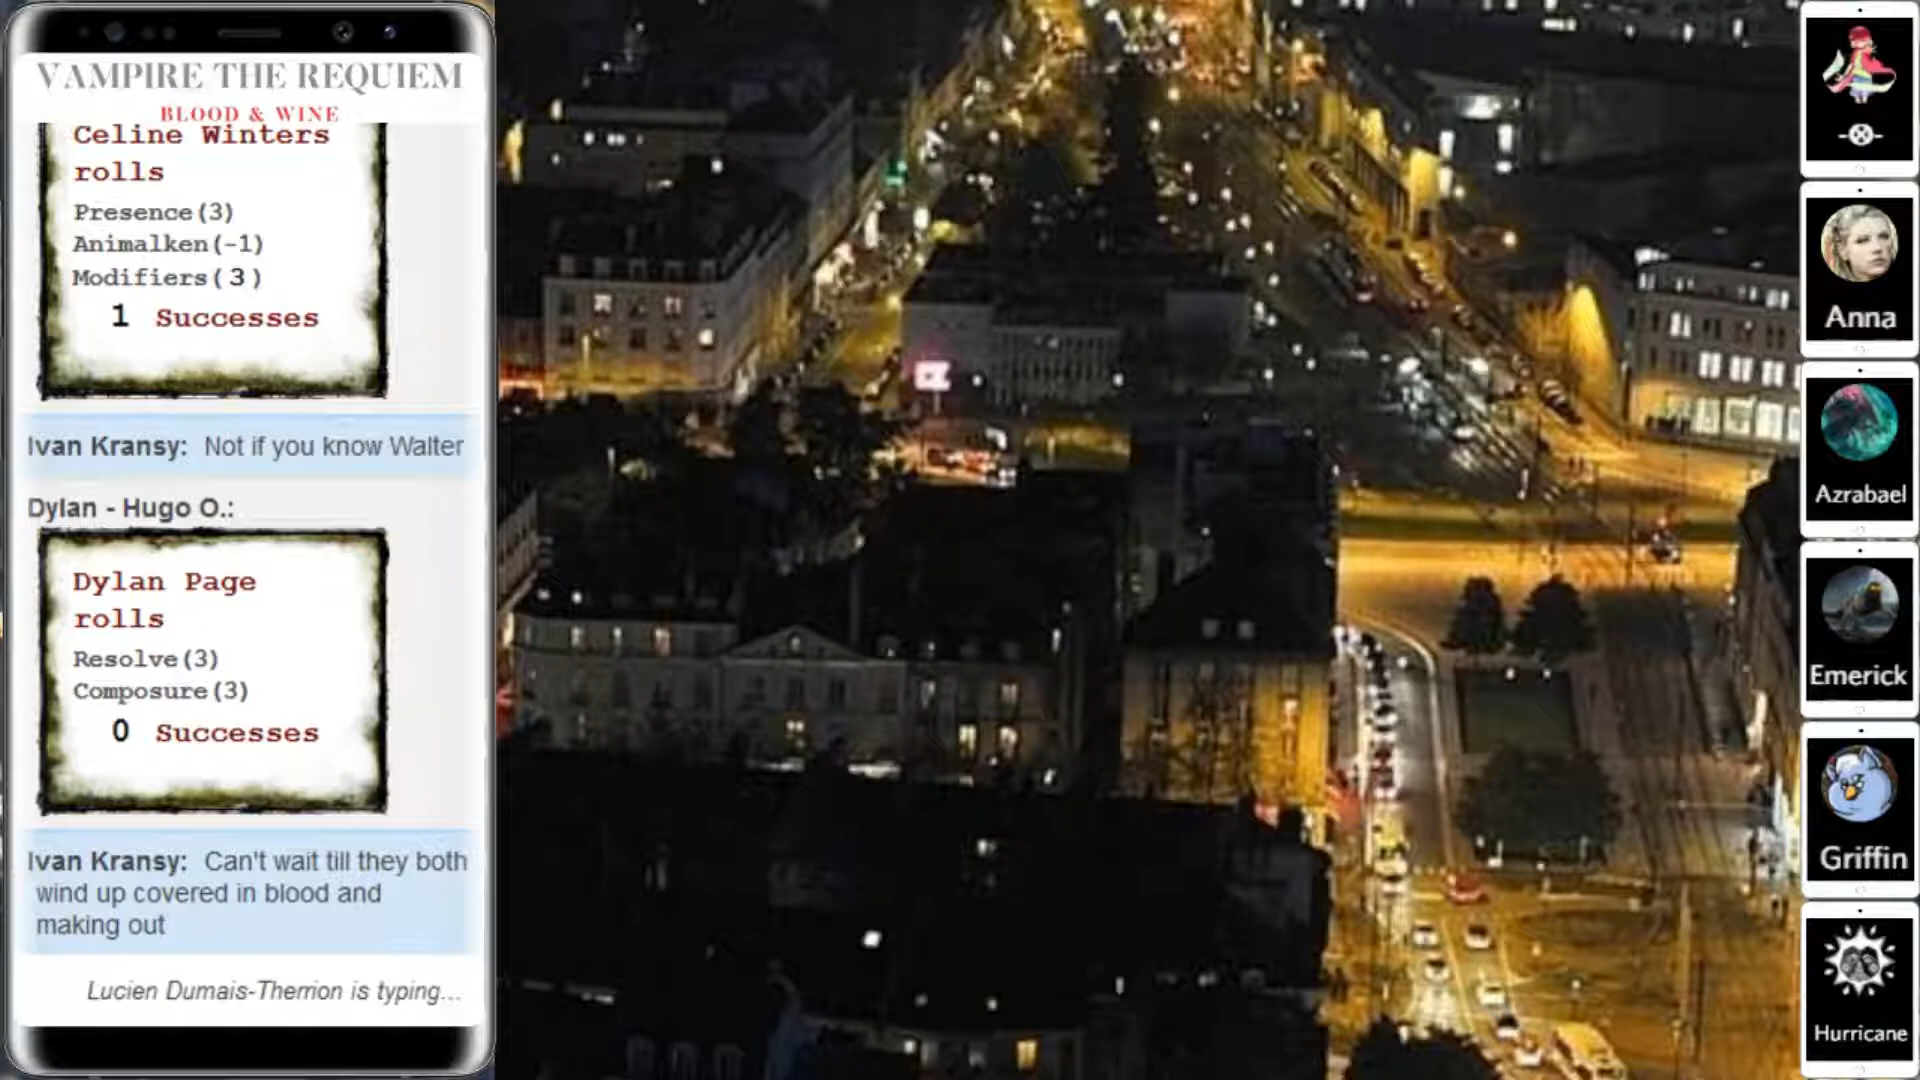 VAMPIRE THE REQUIEM
BLOOD & WINE
Celine Winters
rolls
Presence(3)
Animalken(-1)
Modifiers( 3 )
1 Successes
Ivan Kransy: Not if you know Walter
Dylan - Hugo O.:
Dylan Page
rolls
Resolve(3)
Composure(3)
0 Successes
Ivan Kransy: Can't wait till they both
wind up covered in blood and
making out
Lucien Dumais-Therrion is typing...
Anna
Azrabael
Emerick
Griffin
Hurricane